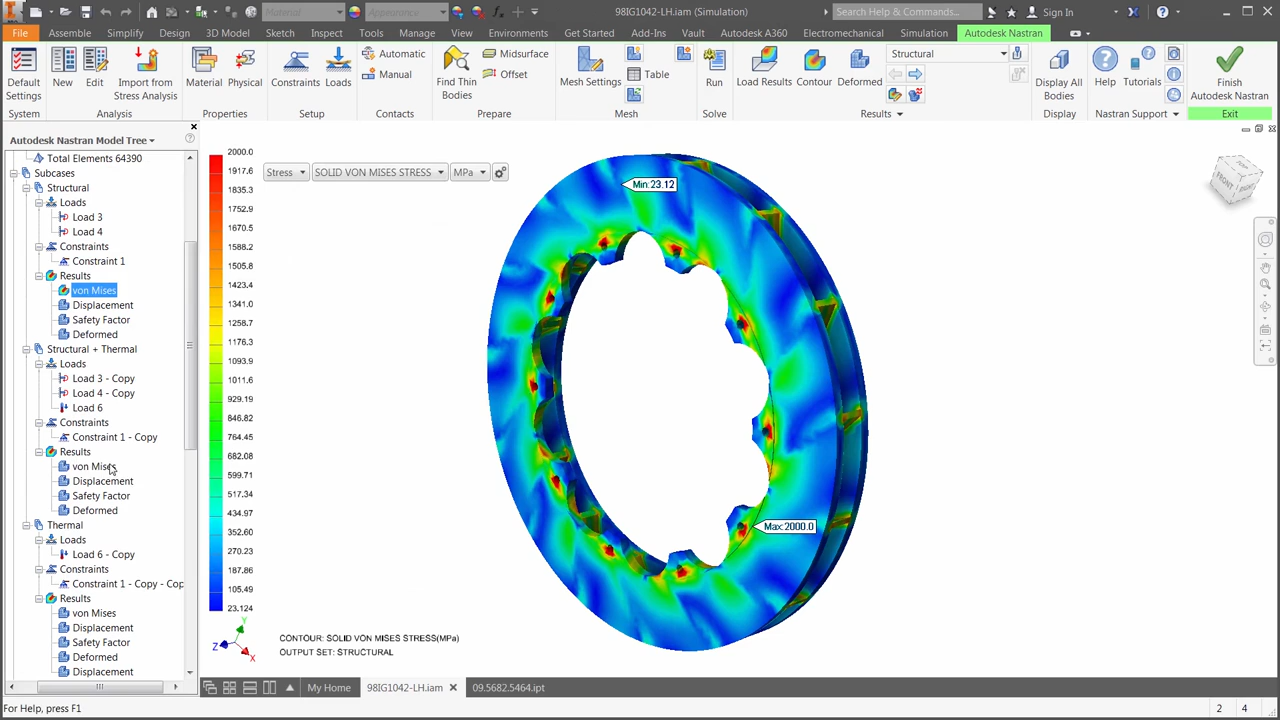 Material
Appearance
98IG1042-LH.iam (Simulation)
Search Help & Commands...
Sign In
File
Assemble
Simplify
Design
3D Model
Sketch
Inspect
Tools
Manage
View
Environments
Get Started
Add-Ins
Vault
Autodesk A360
Electromechanical
Simulation
Autodesk Nastran
Default Settings
New
Edit
Import from Stress Analysis
Material
Physical
Constraints
Loads
Automatic
Manual
Find Thin Bodies
Midsurface
Offset
Mesh Settings
Table
Run
Load Results
Contour
Deformed
Structural
Display All Bodies
Help
Tutorials
Finish Autodesk Nastran
System
Analysis
Properties
Setup
Contacts
Prepare
Mesh
Solve
Results
Display
Nastran Support
Exit
Autodesk Nastran Model Tree
Total Elements 64390
Subcases
Structural
Loads
Load 3
Load 4
Constraints
Constraint 1
Results
von Mises
Displacement
Safety Factor
Deformed
Structural + Thermal
Loads
Load 3 - Copy
Load 4 - Copy
Load 6
Constraints
Constraint 1 - Copy
Results
von Mises
Displacement
Safety Factor
Deformed
Thermal
Loads
Load 6 - Copy
Constraints
Constraint 1 - Copy - Cop
Results
von Mises
Displacement
Safety Factor
Deformed
Displacement
2000.0
1917.6
1835.3
1752.9
1670.5
1588.2
1505.8
1423.4
1341.0
1258.7
1176.3
1093.9
1011.6
929.19
846.82
764.45
682.08
599.71
517.34
434.97
352.60
270.23
187.86
105.49
23.124
Stress
SOLID VON MISES STRESS
MPa
Min:23.12
Max:2000.0
FRONT
RIGHT
Y
Z
X
CONTOUR: SOLID VON MISES STRESS(MPa)
OUTPUT SET: STRUCTURAL
My Home
98IG1042-LH.iam
09.5682.5464.ipt
For Help, press F1
2
4